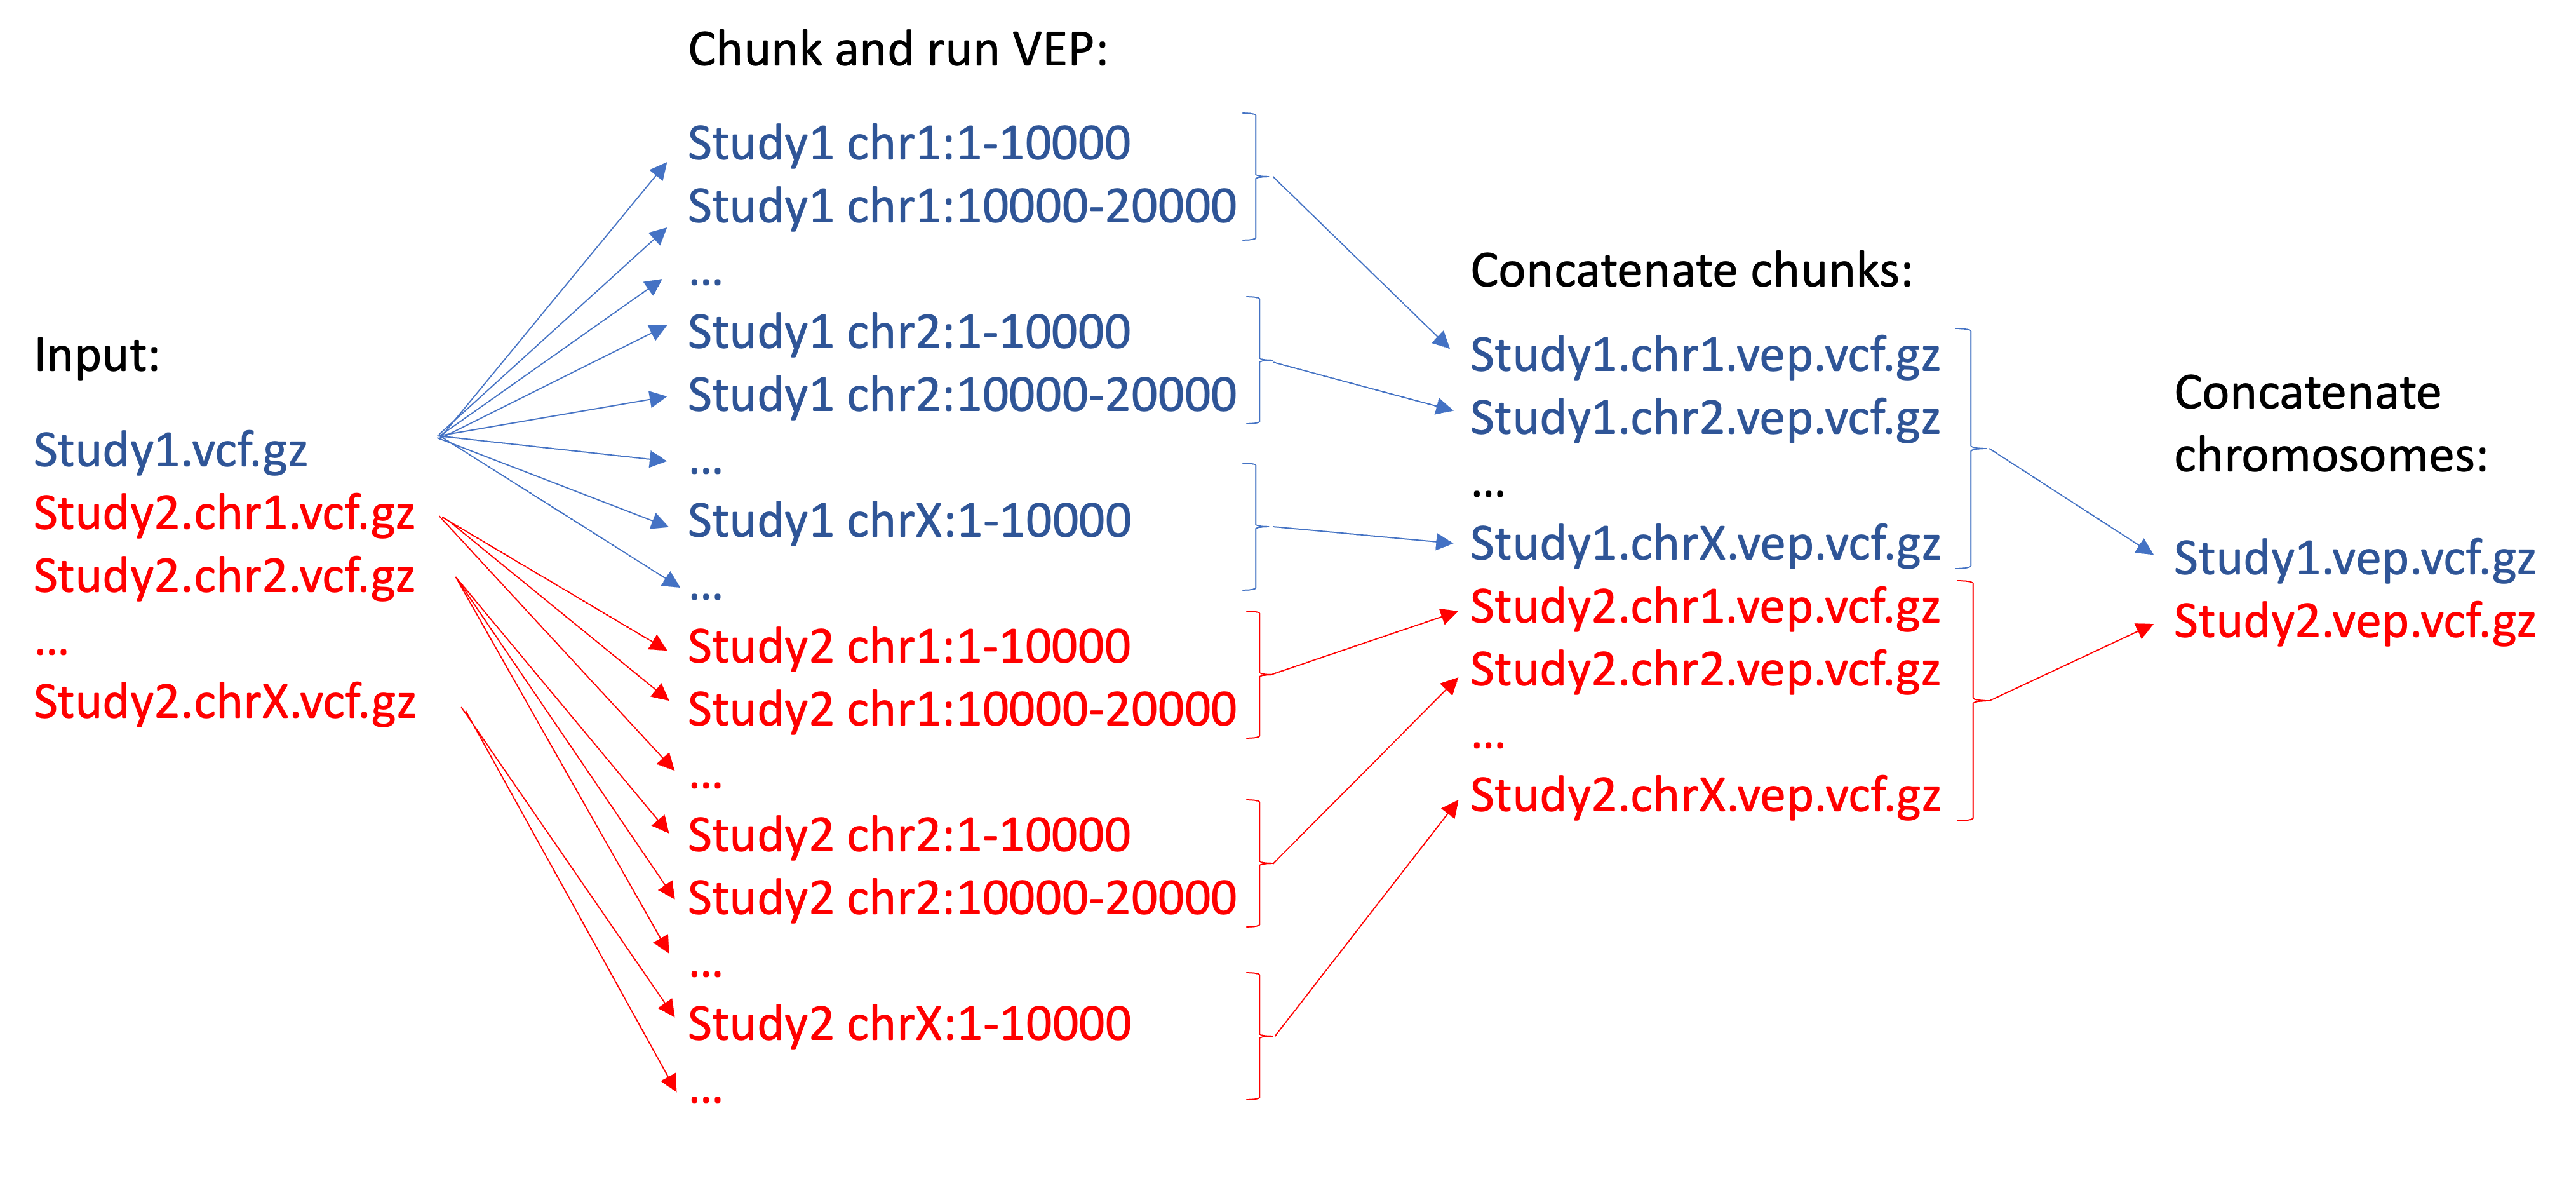 Input:
Study1.vcf.gz
Study2.chr1.vcf.gz
Study2.chr2.vcf.gz
...
Study2.chrX.vcf.gz
Chunk and run VEP:
Study1 chr1:1-10000
Study1 chr1:10000-20000
...
Study1 chr2:1-10000
Study1 chr2:10000-20000
...
Study1 chrX:1-10000
...
Study2 chr1:1-10000
Study2 chr1:10000-20000
...
Study2 chr2:1-10000
Study2 chr2:10000-20000
...
Study2 chrX:1-10000
...
Concatenate chunks:
Study1.chr1.vep.vcf.gz
Study1.chr2.vep.vcf.gz
...
Study1.chrX.vep.vcf.gz
Study2.chr1.vep.vcf.gz
Study2.chr2.vep.vcf.gz
...
Study2.chrX.vep.vcf.gz
Concatenate
chromosomes:
Study1.vep.vcf.gz
Study2.vep.vcf.gz